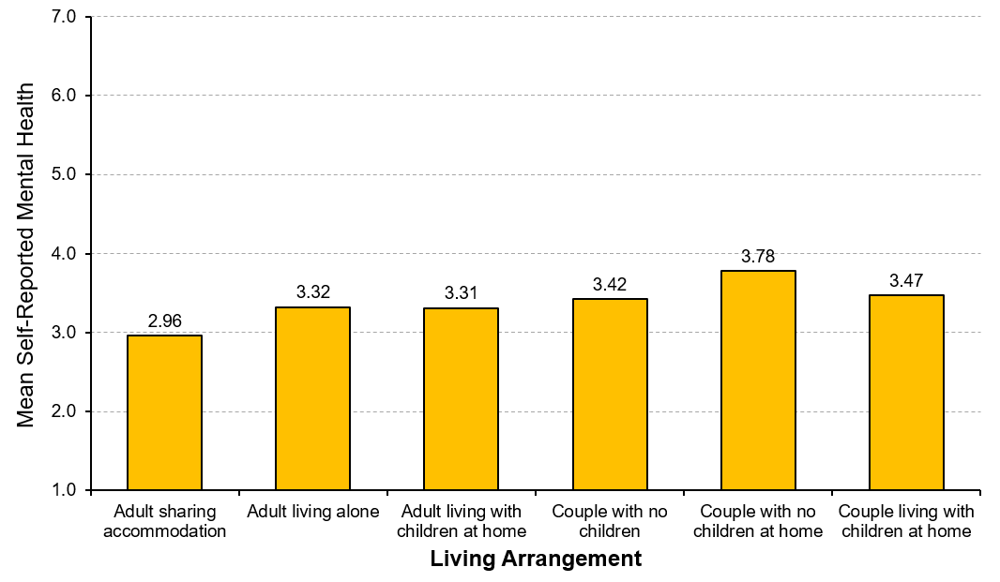 7.0
6.0
5.0
4.0
3.0
2.0
1.0
Mean Self-Reported Mental Health
2.96
3.32
3.31
3.42
3.78
3.47
Adult sharing
accommodation
Adult living alone
Adult living with
children at home
Couple with no
children
Couple with no
children at home
Couple living with
children at home
Living Arrangement